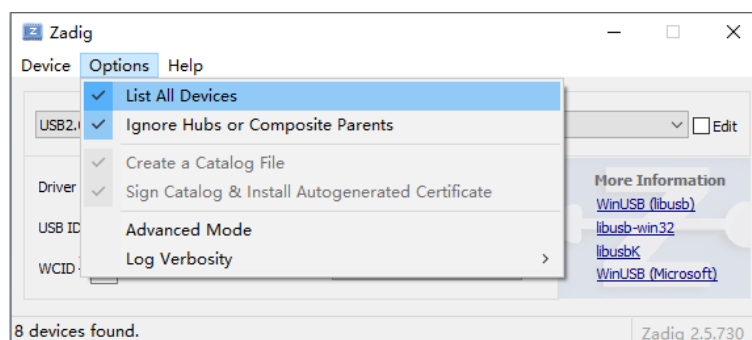 Zadig
Device Options Help
List All Devices
USB2. Ignore Hubs or Composite Parents Edit
Create a Catalog File
Driver Sign Catalog & Install Autogenerated Certificate
More Information
WinUSB (libusb)
USB ID Advanced Mode libusb-win32
Log Verbosity libusbK
WCID WinUSB (Microsoft)
8 devices found. Zadig 2.5.730